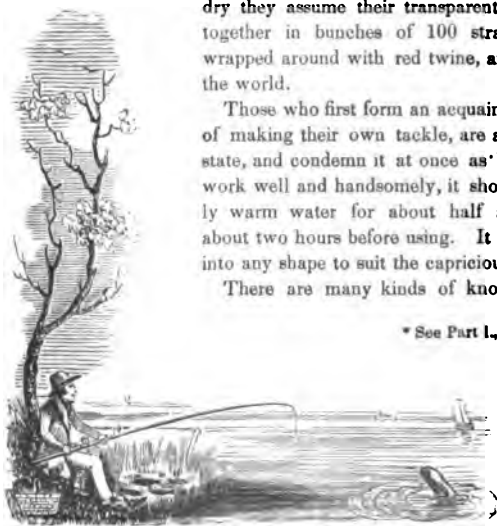 dry they assume their transparent
together in bunches of 100 stra
wrapped around with red twine, a
the world.
Those who first form an acquain
of making their own tackle, are a
state, and condemn it at once as'
work well and handsomely, it sho
ly warm water for about half a
about two hours before using. It
into any shape to suit the capriciou
There are many kinds of kno
* See Part I.,